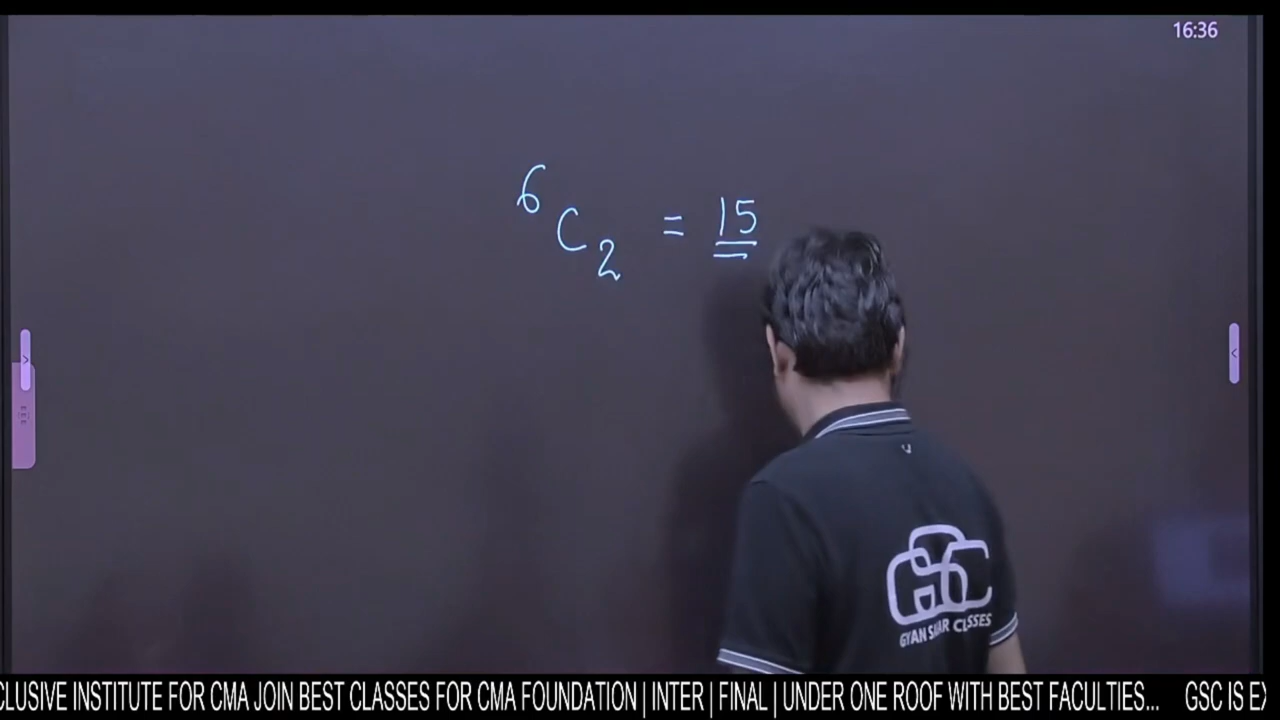 16:36
⁶C₂ = 15
GSC
GYAN SAGAR CLASSES
CLUSIVE INSTITUTE FOR CMA JOIN BEST CLASSES FOR CMA FOUNDATION | INTER | FINAL | UNDER ONE ROOF WITH BEST FACULTIES... GSC IS EX